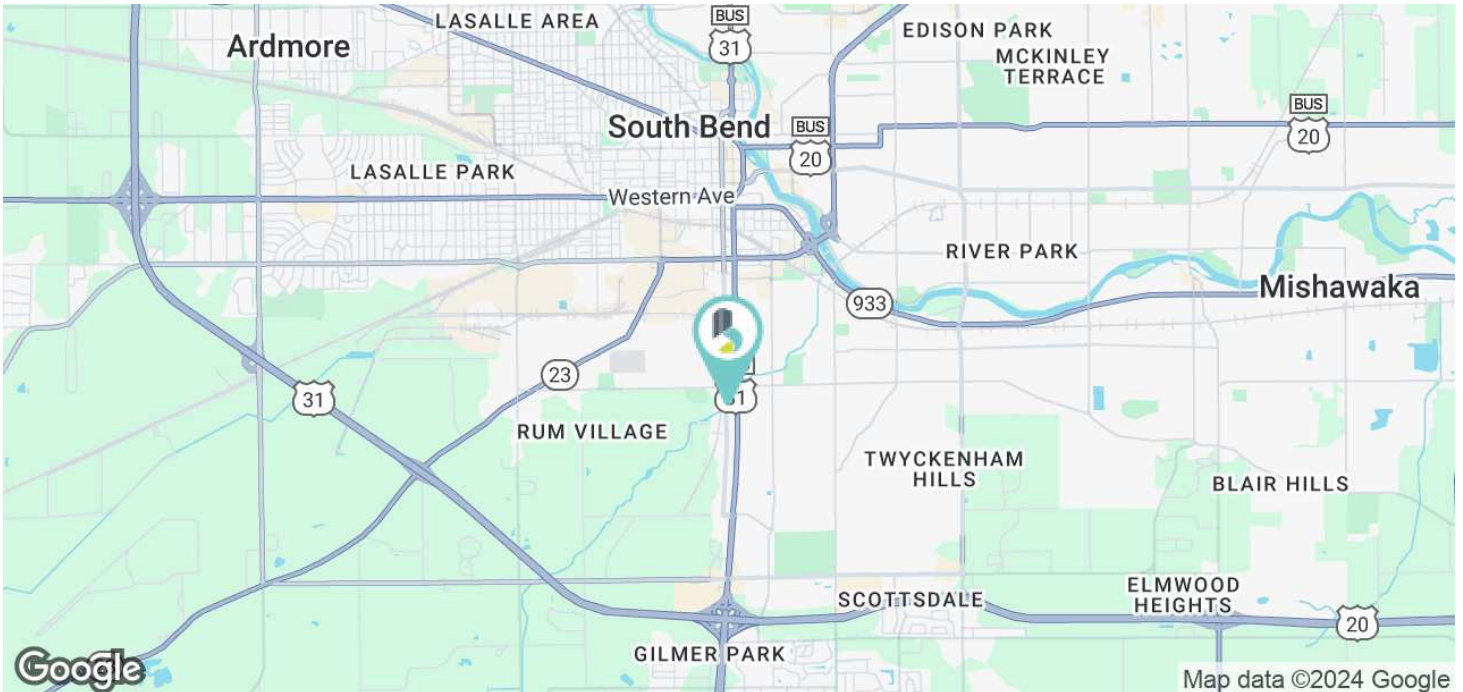 LASALLE AREA
BUS
31
EDISON PARK
Ardmore
MCKINLEY
TERRACE
BUS
20
South Bend
BUS
20
LASALLE PARK
Western Ave
RIVER PARK
Mishawaka
933
23
31
31
RUM VILLAGE
TWYCKENHAM
HILLS
BLAIR HILLS
ELMWOOD
HEIGHTS
SCOTTSDALE
20
GILMER PARK
Google
Map data ©2024 Google